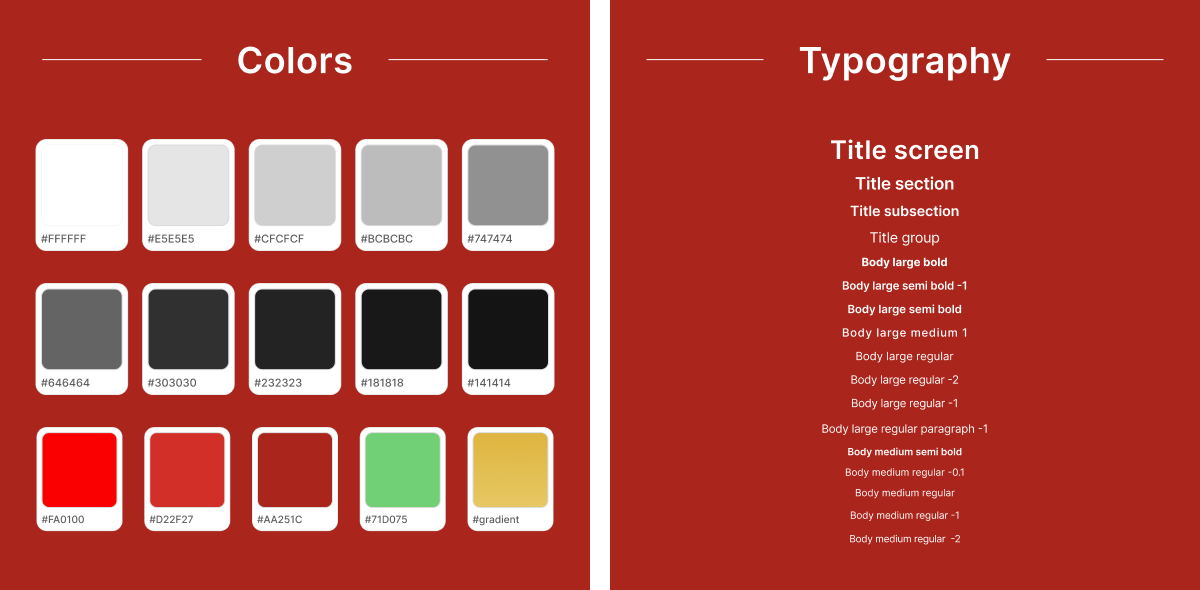 Colors
#FFFFFF
#E5E5E5
#CFCFCF
#BCBCBC
#747474
#646464
#303030
#232323
#181818
#141414
#FA0100
#D22F27
#AA251C
#71D075
#gradient
Typography
Title screen
Title section
Title subsection
Title group
Body large bold
Body large semi bold -1
Body large semi bold
Body large medium 1
Body large regular
Body large regular -2
Body large regular -1
Body large regular paragraph -1
Body medium semi bold
Body medium regular -0.1
Body medium regular
Body medium regular -1
Body medium regular -2